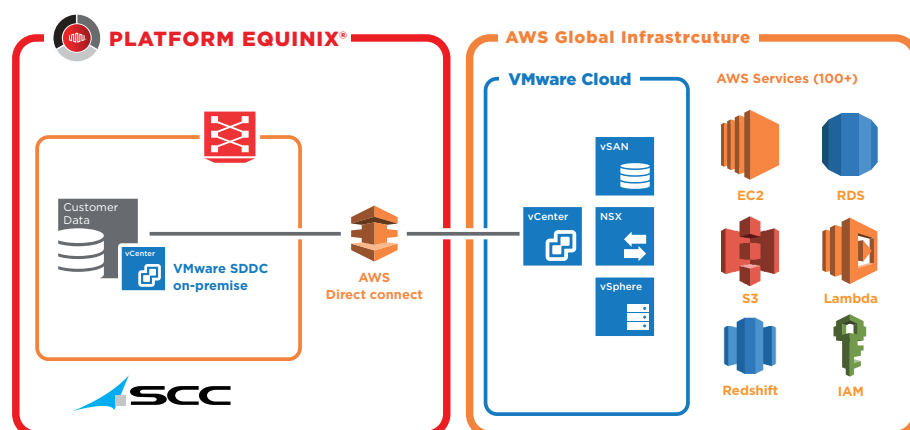 PLATFORM EQUINIX®
AWS Global Infrastrcuture
VMware Cloud
AWS Services (100+)
Customer
Data
vCenter
VMware SDDC
on-premise
AWS
Direct connect
vCenter
vSAN
NSX
vSphere
EC2
RDS
S3
Lambda
Redshift
IAM
SCC